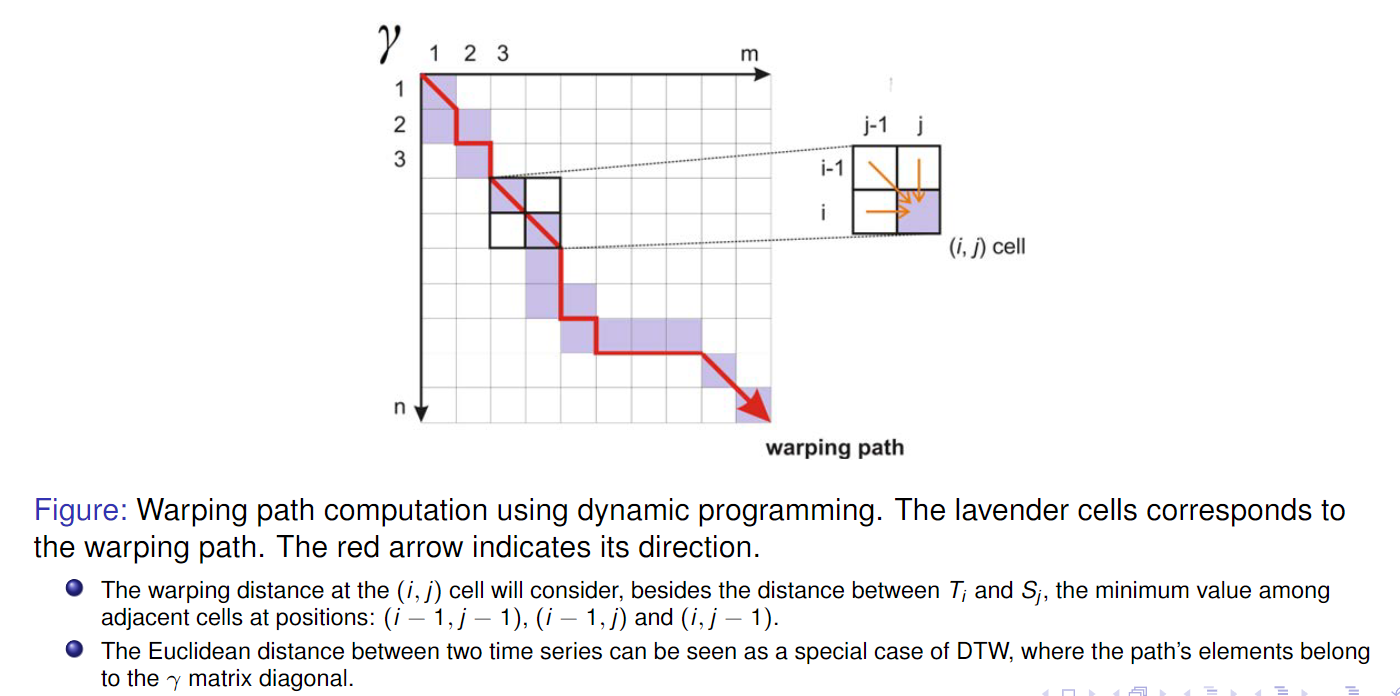 γ 1 2 3 m
1
2
3
n
j-1 j
i-1
i
(i, j) cell
warping path
Figure: Warping path computation using dynamic programming. The lavender cells corresponds to
the warping path. The red arrow indicates its direction.
The warping distance at the (i, j) cell will consider, besides the distance between Tᵢ and Sⱼ, the minimum value among
adjacent cells at positions: (i − 1, j − 1), (i − 1, j) and (i, j − 1).
The Euclidean distance between two time series can be seen as a special case of DTW, where the path's elements belong
to the γ matrix diagonal.